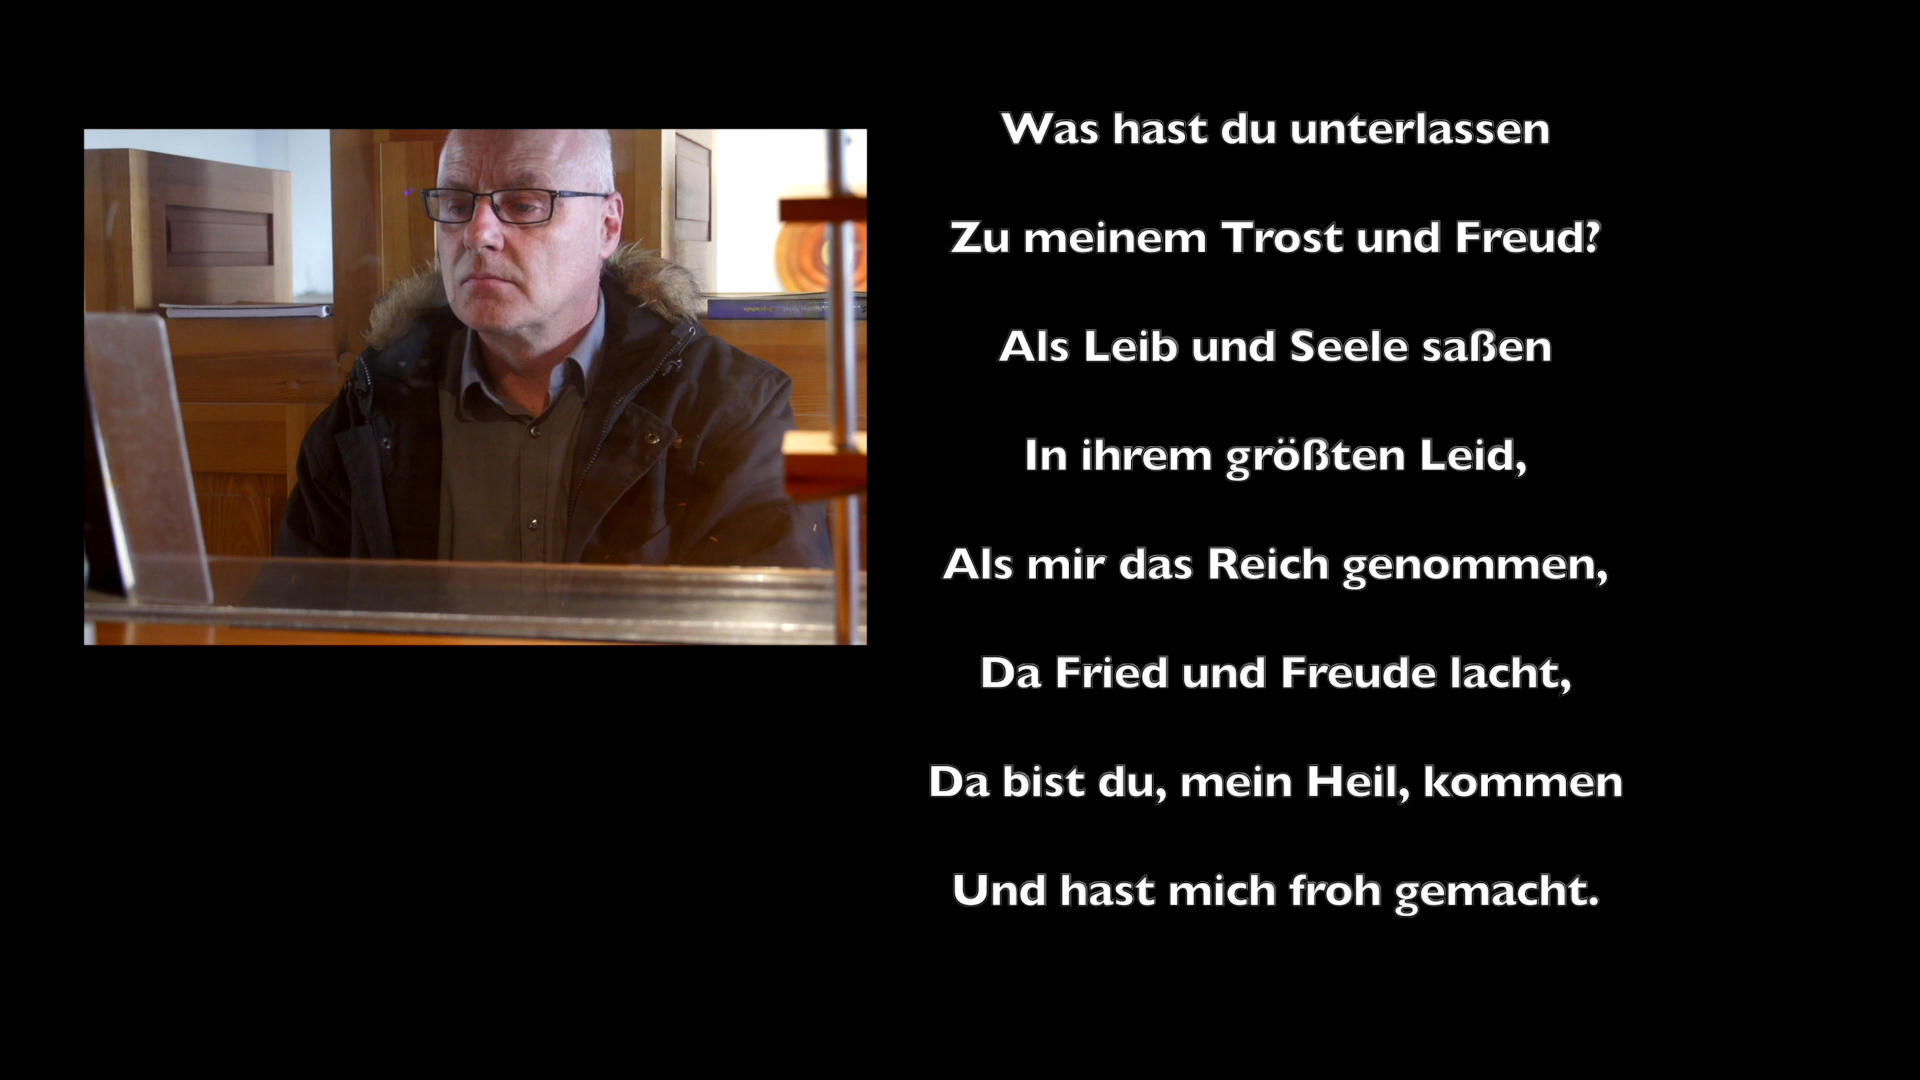 Was hast du unterlassen
Zu meinem Trost und Freud?
Als Leib und Seele saßen
In ihrem größten Leid,
Als mir das Reich genommen,
Da Fried und Freude lacht,
Da bist du, mein Heil, kommen
Und hast mich froh gemacht.